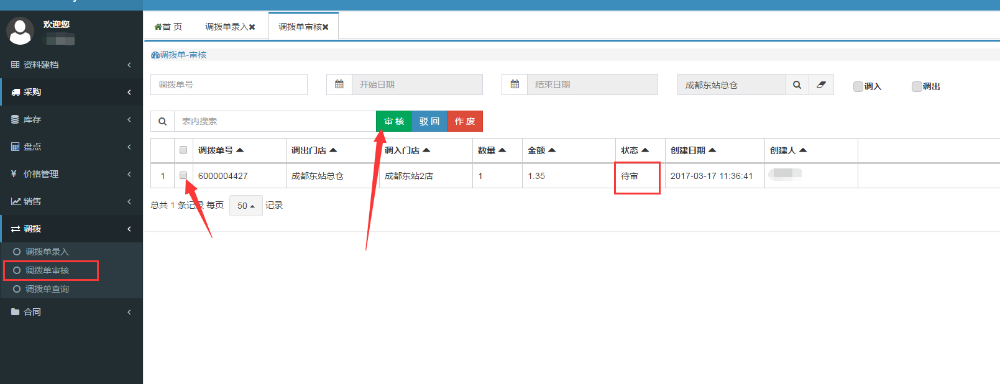 欢迎您
资料建档
采购
库存
盘点
¥ 价格管理
销售
调拨
调拨单录入
调拨单审核
调拨单查询
合同
首 页 调拨单录入 调拨单审核
调拨单-审核
调拨单号 开始日期 结束日期 成都东站总仓 调入 调出
表内搜索 审 核 驳 回 作 废
调拨单号 调出门店 调入门店 数量 金额 状态 创建日期 创建人
1 6000004427 成都东站总仓 成都东站2店 1 1.35 待审 2017-03-17 11:36:41
总共 1 条记录 每页 50 记录